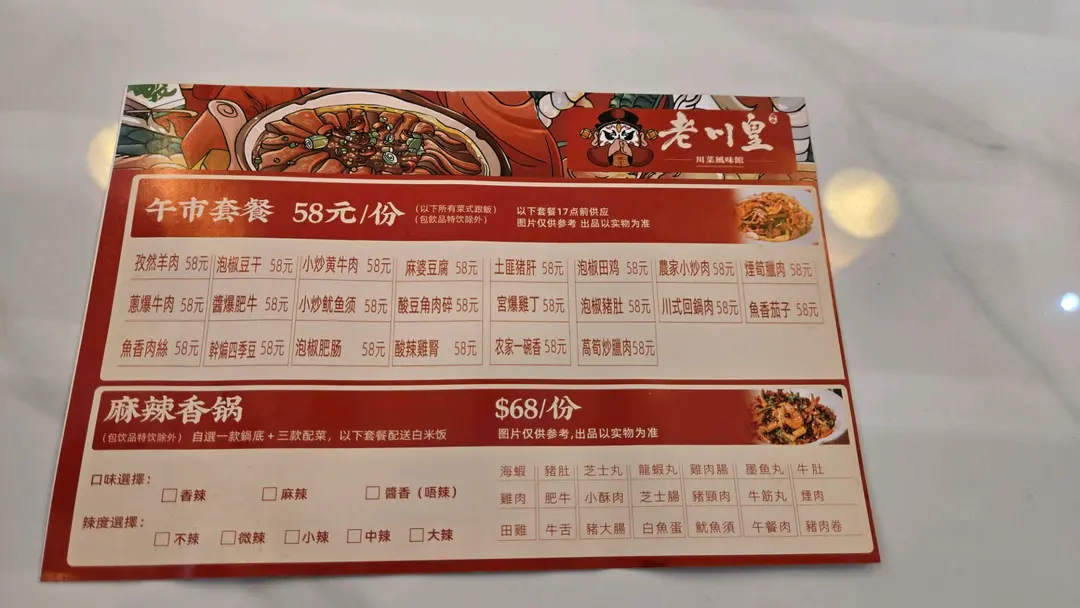 老川皇
川菜風味館
午市套餐 58元/份 (以下所有菜式跟飯) 以下套餐17点前供应
(包飲品特饮除外) 图片仅供参考 出品以实物为准
孜然羊肉 58元 泡椒豆干 58元 小炒黄牛肉 58元 麻婆豆腐 58元 土匪猪肝 58元 泡椒田鸡 58元 農家小炒肉 58元 煙筍臘肉 58元
蔥爆牛肉 58元 醬爆肥牛 58元 小炒鱿鱼须 58元 酸豆角肉碎 58元 宮爆雞丁 58元 泡椒豬肚 58元 川式回鍋肉 58元 魚香茄子 58元
魚香肉絲 58元 幹煸四季豆 58元 泡椒肥肠 58元 酸辣雞腎 58元 农家一碗香 58元 萵筍炒臘肉58元
麻辣香锅 $68/份
(包饮品特饮除外) 自選一款鍋底+三款配菜，以下套餐配送白米饭 图片仅供参考,出品以实物为准
口味選擇：
香辣 麻辣 醬香（唔辣）
辣度選擇：
不辣 微辣 小辣 中辣 大辣
海蝦 豬肚 芝士丸 龍蝦丸 雞肉腸 墨魚丸 牛肚
雞肉 肥牛 小酥肉 芝士腸 豬頸肉 牛筋丸 煙肉
田雞 牛舌 豬大腸 白魚蛋 魷魚須 午餐肉 豬肉卷